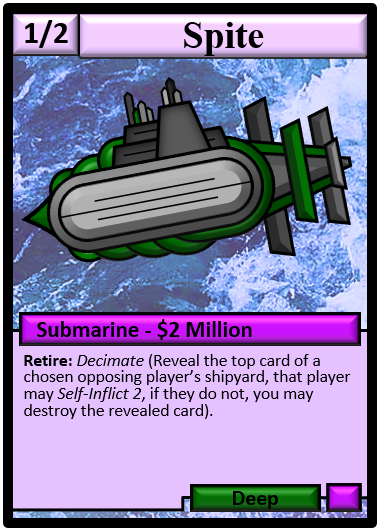 1/2
Spite
Submarine - $2 Million
Retire: Decimate (Reveal the top card of a
chosen opposing player's shipyard, that player
may Self-Inflict 2, if they do not, you may
destroy the revealed card).
Deep